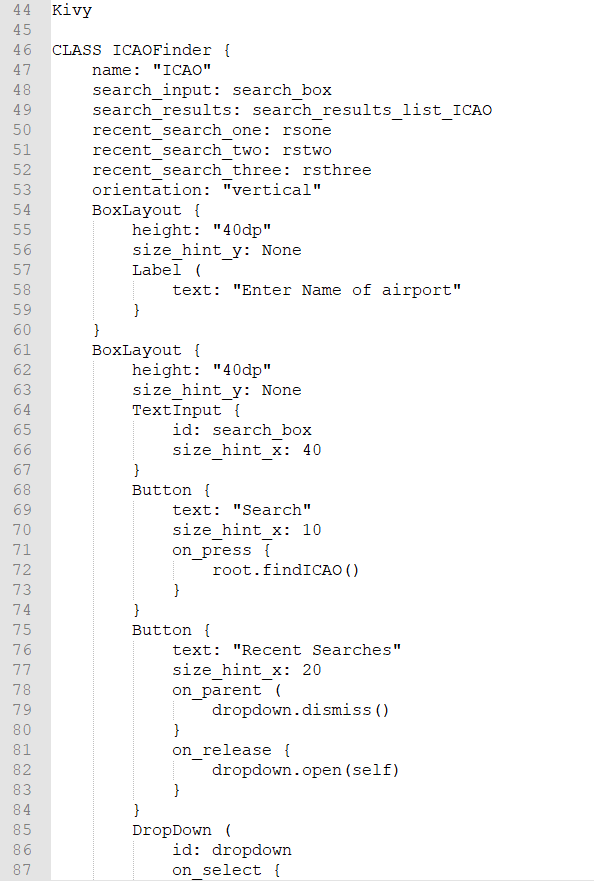 44 Kivy
45
46 CLASS ICAOFinder {
47 name: "ICAO"
48 search_input: search_box
49 search_results: search_results_list_ICAO
50 recent_search_one: rsone
51 recent_search_two: rstwo
52 recent_search_three: rsthree
53 orientation: "vertical"
54 BoxLayout {
55 height: "40dp"
56 size_hint_y: None
57 Label (
58 text: "Enter Name of airport"
59 }
60 }
61 BoxLayout {
62 height: "40dp"
63 size_hint_y: None
64 TextInput {
65 id: search_box
66 size_hint_x: 40
67 }
68 Button {
69 text: "Search"
70 size_hint_x: 10
71 on_press {
72 root.findICAO()
73 }
74 }
75 Button {
76 text: "Recent Searches"
77 size_hint_x: 20
78 on_parent (
79 dropdown.dismiss()
80 }
81 on_release {
82 dropdown.open(self)
83 }
84 }
85 DropDown (
86 id: dropdown
87 on_select {